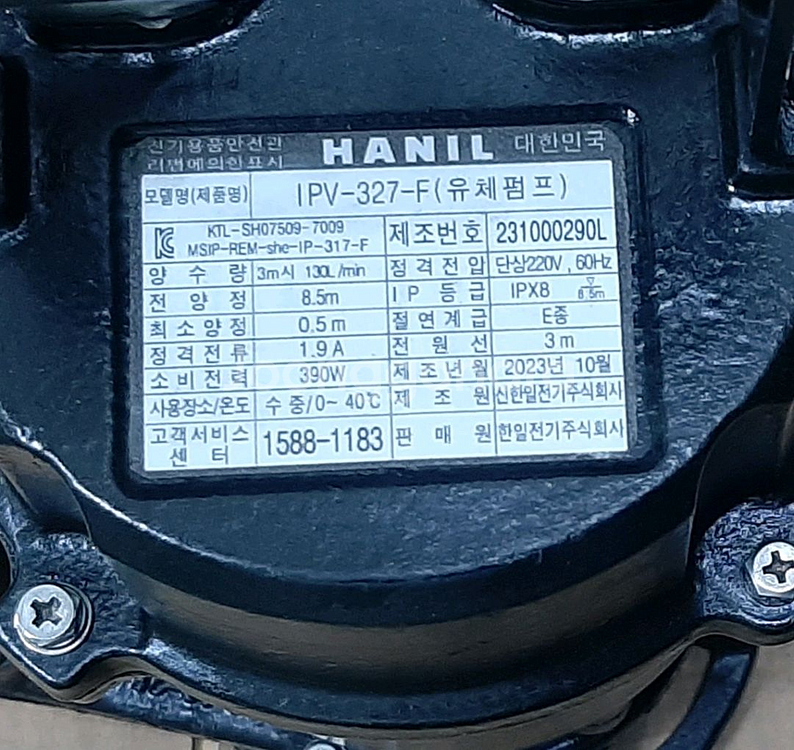 전기용품안전관
리법에의한표시
HANIL 대한민국
모델명(제품명) IPV-327-F(유체펌프)
KTL-SH07509-7009
MSIP-REM-she-IP-317-F
제조번호 231000290L
양수량 3m시 130L/min 정격전압 단상220V, 60Hz
전양정 8.5m IP등급 IPX8 8.5m
최소양정 0.5m 절연계급 E종
정격전류 1.9A 전원선 3m
소비전력 390W 제조년월 2023년 10월
사용장소/온도 수중/0~40℃ 제조원 신한일전기주식회사
고객서비스
센터 1588-1183 판매원 한일전기주식회사